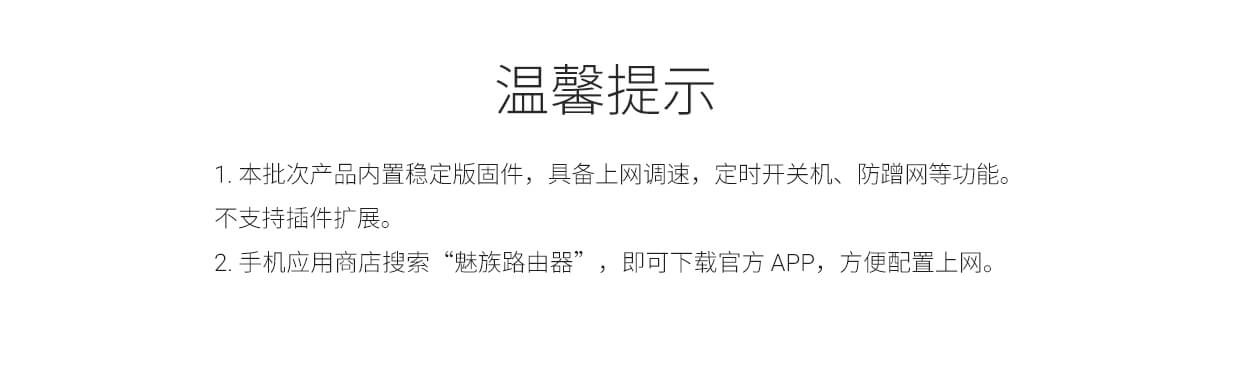 温馨提示
1. 本批次产品内置稳定版固件，具备上网调速，定时开关机、防蹭网等功能。
不支持插件扩展。
2. 手机应用商店搜索“魅族路由器”，即可下载官方 APP，方便配置上网。